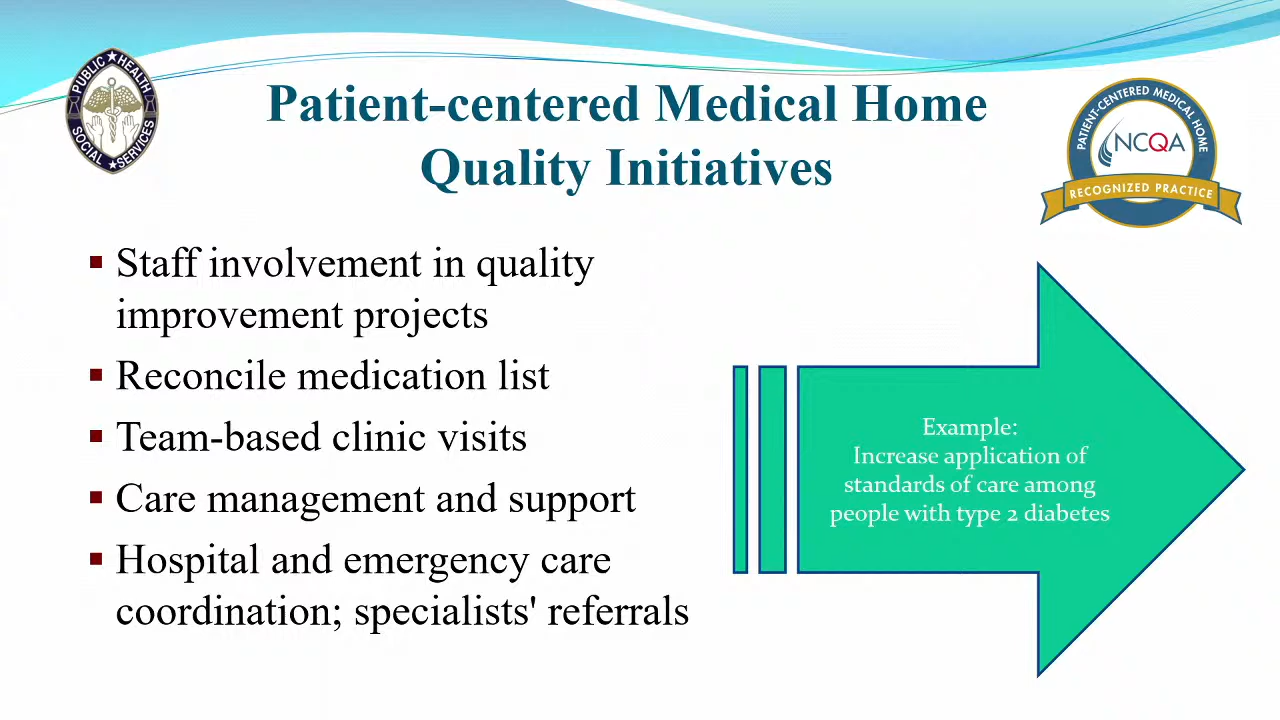 PUBLIC HEALTH
SOCIAL SERVICES
Patient-centered Medical Home
Quality Initiatives
PATIENT-CENTERED MEDICAL HOME
NCQA
RECOGNIZED PRACTICE
▪ Staff involvement in quality
improvement projects
▪ Reconcile medication list
▪ Team-based clinic visits
▪ Care management and support
▪ Hospital and emergency care
coordination; specialists' referrals
Example:
Increase application of
standards of care among
people with type 2 diabetes